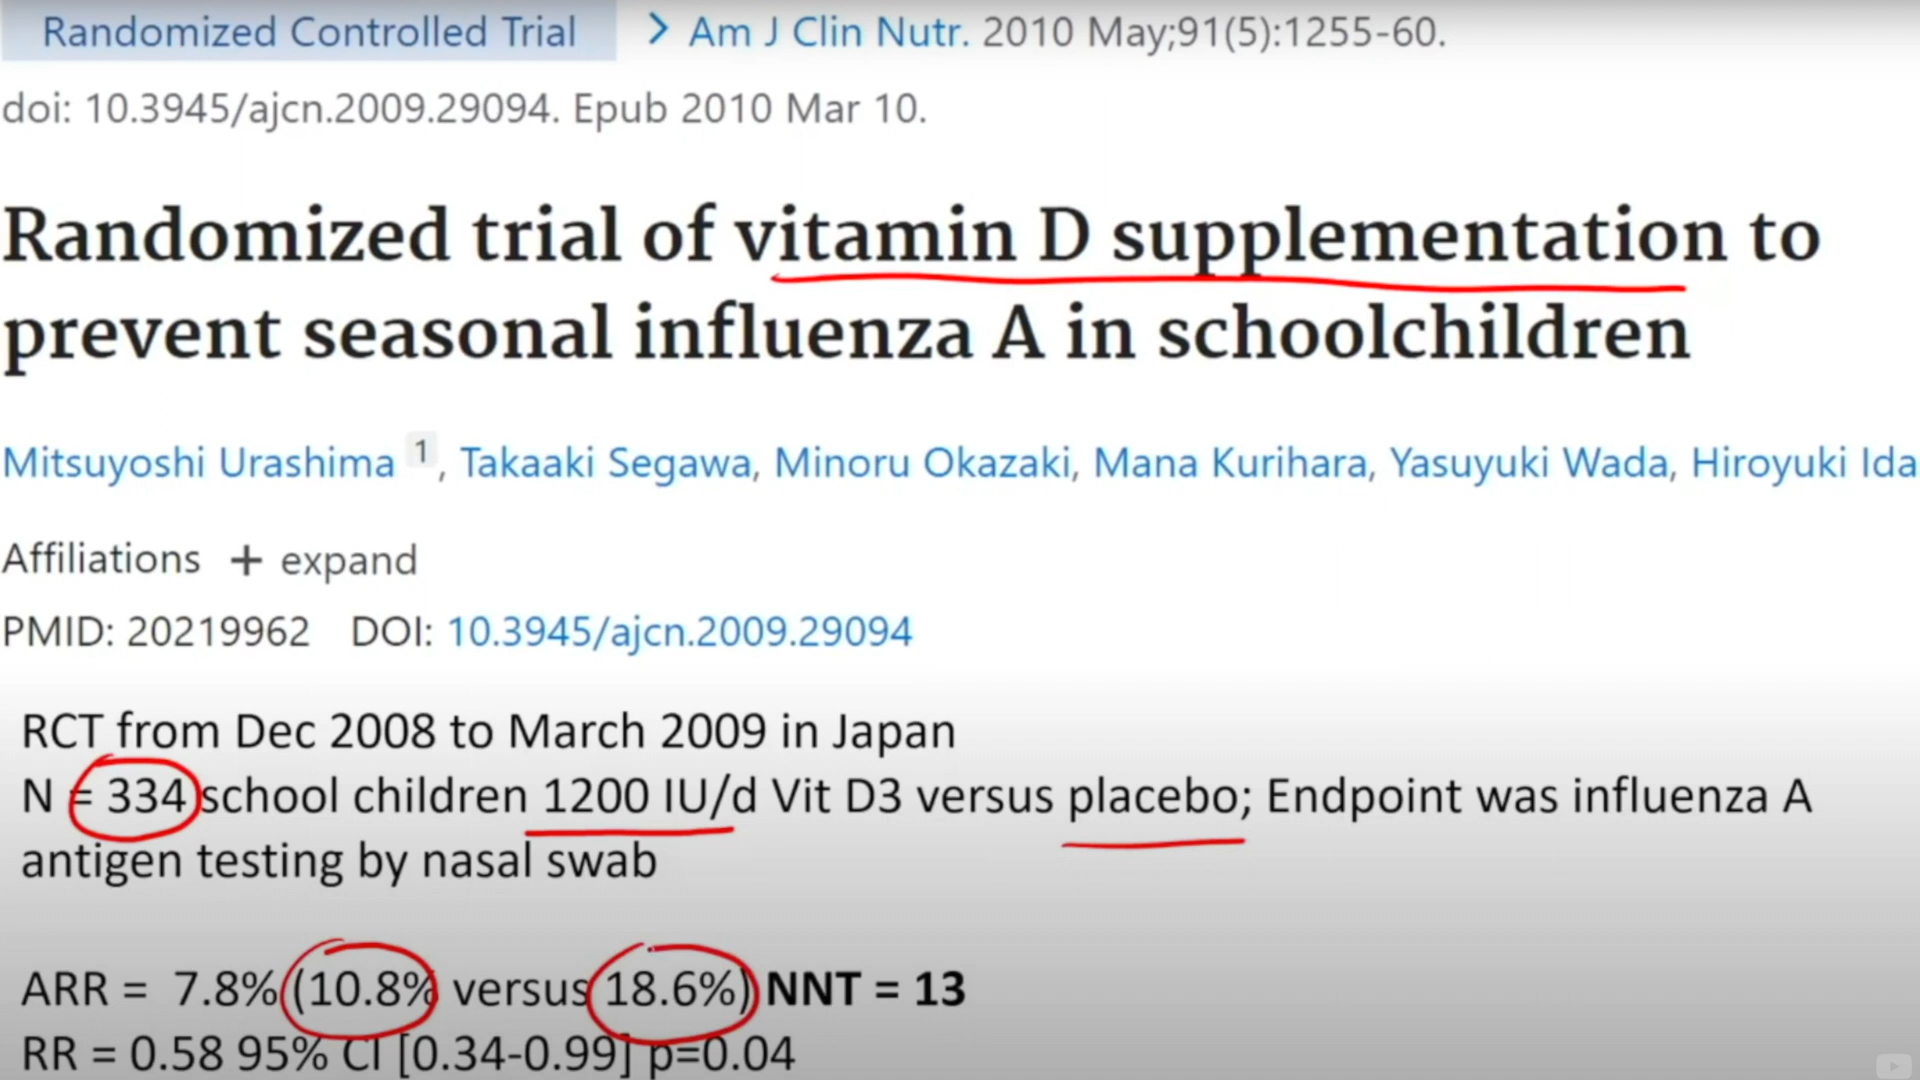 Randomized Controlled Trial > Am J Clin Nutr. 2010 May;91(5):1255-60.
doi: 10.3945/ajcn.2009.29094. Epub 2010 Mar 10.
Randomized trial of vitamin D supplementation to
prevent seasonal influenza A in schoolchildren
Mitsuyoshi Urashima 1, Takaaki Segawa, Minoru Okazaki, Mana Kurihara, Yasuyuki Wada, Hiroyuki Ida
Affiliations + expand
PMID: 20219962 DOI: 10.3945/ajcn.2009.29094
RCT from Dec 2008 to March 2009 in Japan
N = 334 school children 1200 IU/d Vit D3 versus placebo; Endpoint was influenza A
antigen testing by nasal swab
ARR = 7.8% (10.8% versus 18.6%) NNT = 13
RR = 0.58 95% CI [0.34-0.99] p=0.04